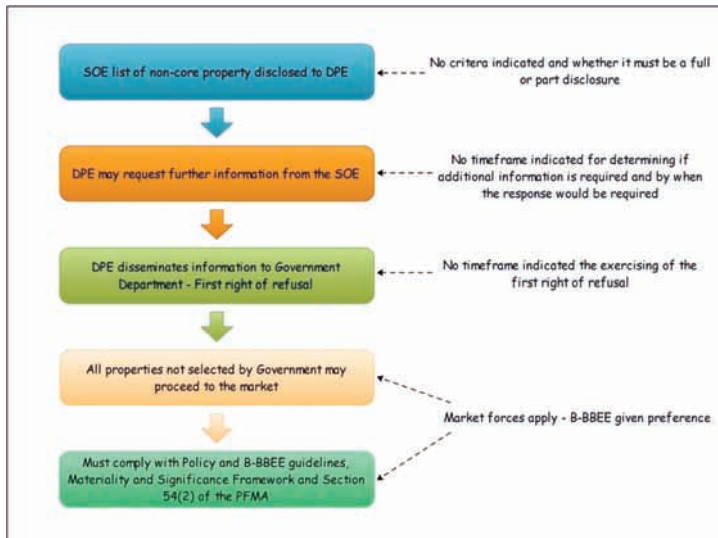 SOE list of non-core property disclosed to DPE
No critera indicated and whether it must be a full
or part disclosure
DPE may request further information from the SOE
No timeframe indicated for determining if
additional information is required and by when
the response would be required
DPE disseminates information to Government
Department - First right of refusal
No timeframe indicated the exercising of the
first right of refusal
All properties not selected by Government may
proceed to the market
Market forces apply - B-BBEE given preference
Must comply with Policy and B-BBEE guidelines,
Materiality and Significance Framework and Section
54(2) of the PFMA